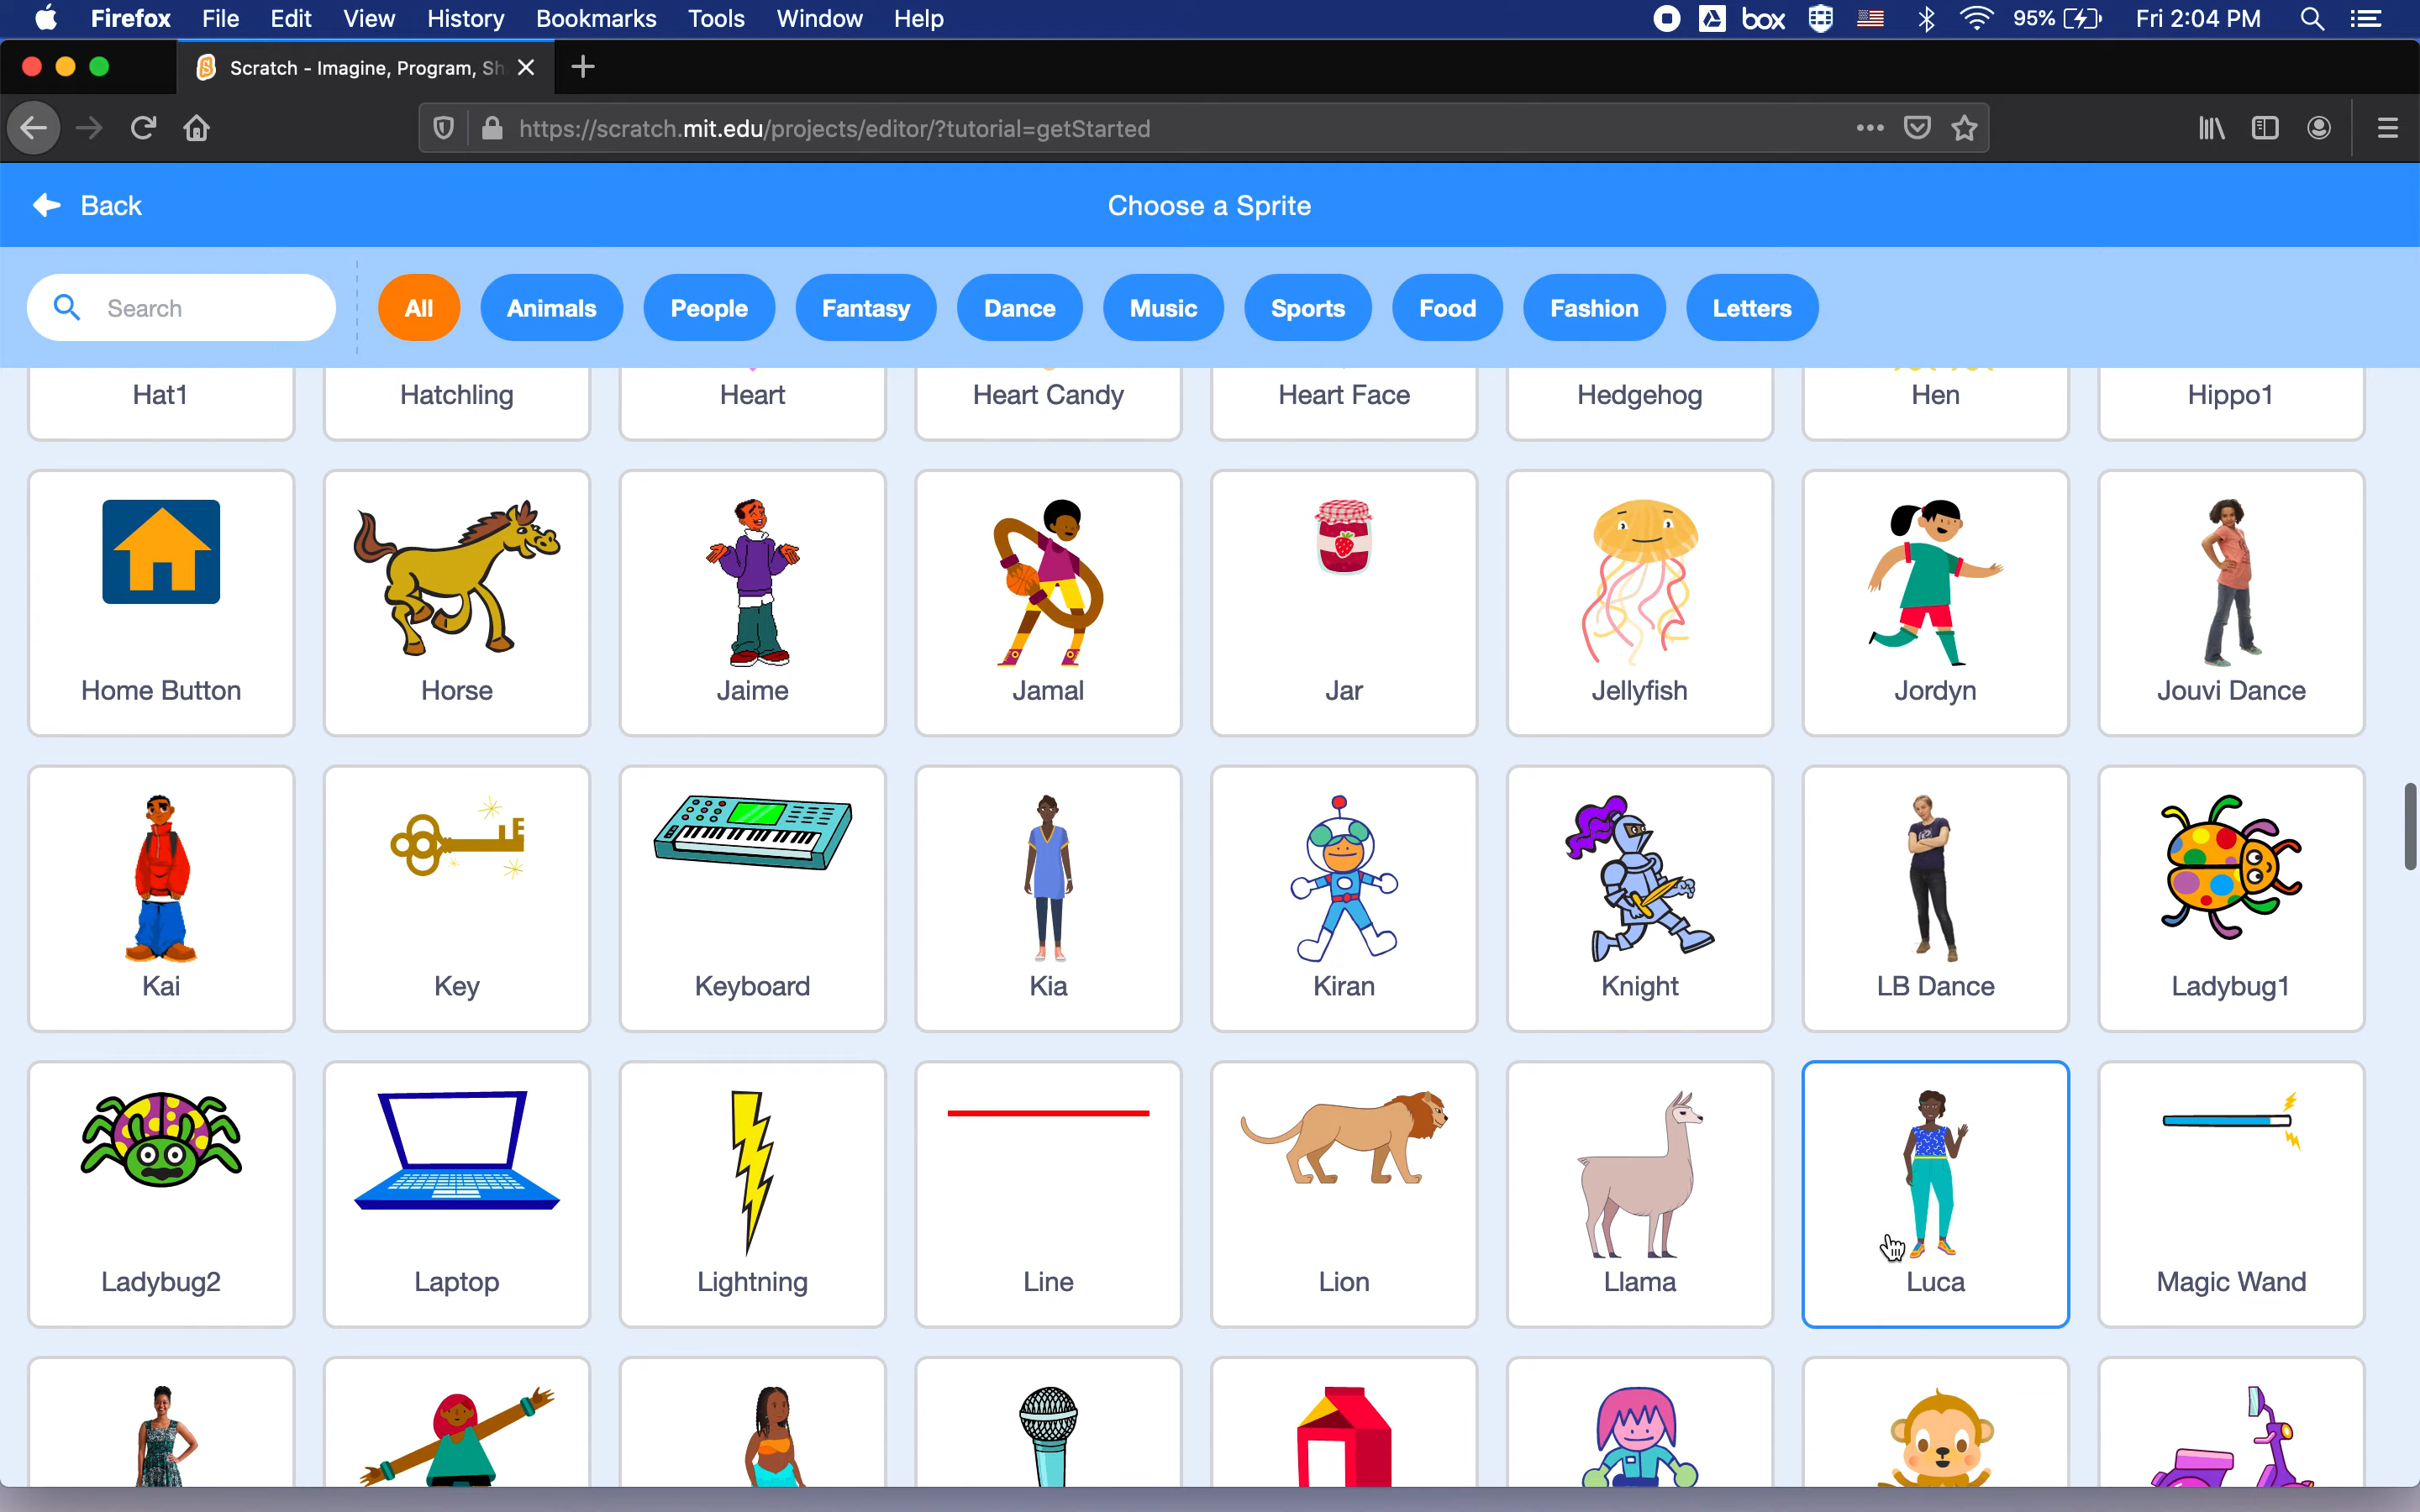 Firefox File Edit View History Bookmarks Tools Window Help box 95% Fri 2:04 PM
Scratch - Imagine, Program, Sh
https://scratch.mit.edu/projects/editor/?tutorial=getStarted
Back Choose a Sprite
Search All Animals People Fantasy Dance Music Sports Food Fashion Letters
Hat1 Hatchling Heart Heart Candy Heart Face Hedgehog Hen Hippo1
Home Button Horse Jaime Jamal Jar Jellyfish Jordyn Jouvi Dance
Kai Key Keyboard Kia Kiran Knight LB Dance Ladybug1
Ladybug2 Laptop Lightning Line Lion Llama Luca Magic Wand